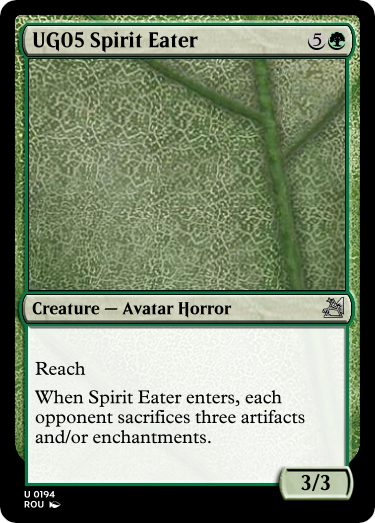 UG05 Spirit Eater
5
Creature — Avatar Horror
Reach
When Spirit Eater enters, each
opponent sacrifices three artifacts
and/or enchantments.
3/3
U 0194
ROU